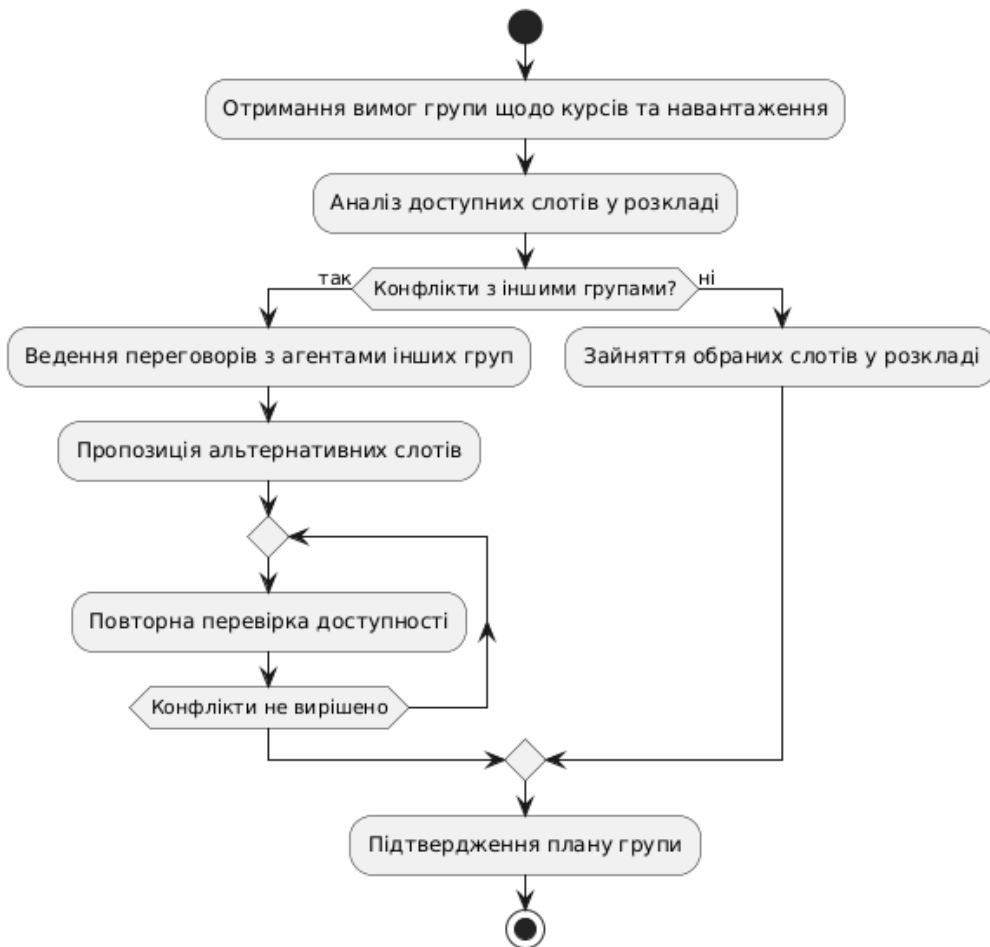 Отримання вимог групи щодо курсів та навантаження
Аналіз доступних слотів у розкладі
так
Конфлікти з іншими групами?
ні
Ведення переговорів з агентами інших груп
Зайняття обраних слотів у розкладі
Пропозиція альтернативних слотів
Повторна перевірка доступності
Конфлікти не вирішено
Підтвердження плану групи